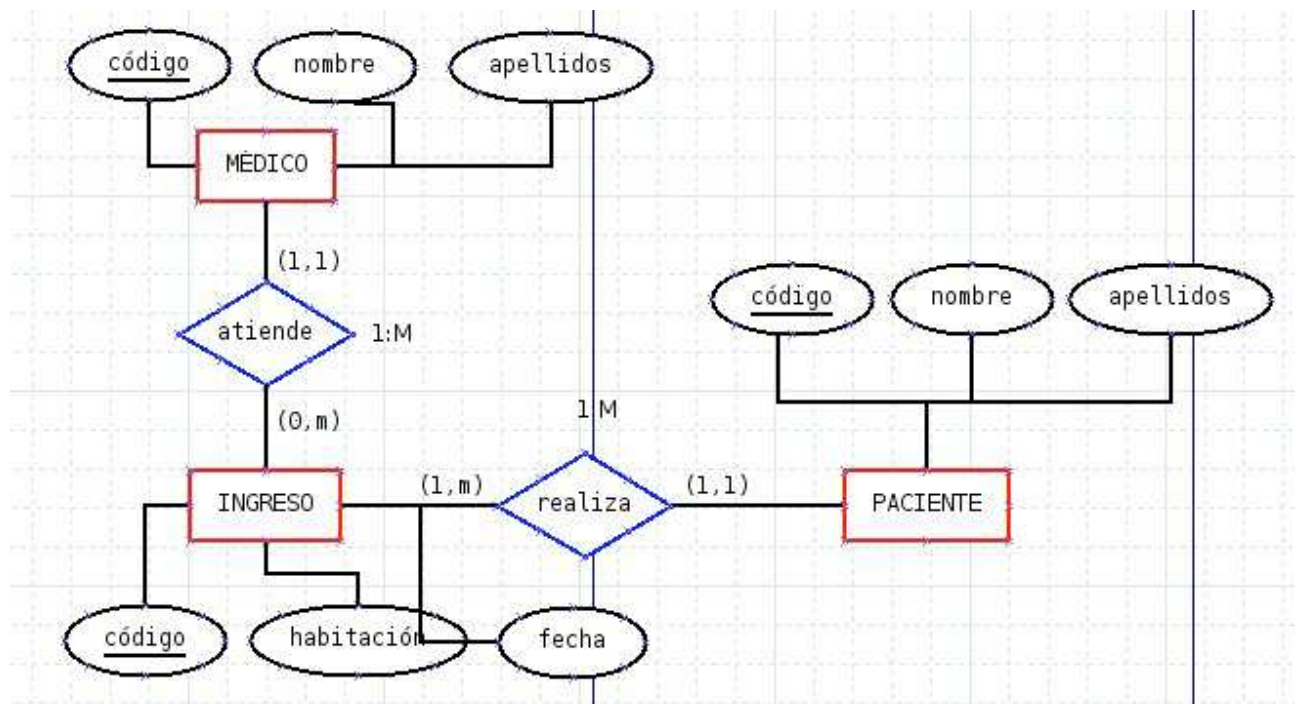 código
nombre
apellidos
MÉDICO
(1,1)
atiende
1:M
(0,m)
código
nombre
apellidos
1:M
INGRESO
(1,m)
realiza
(1,1)
PACIENTE
código
habitación
fecha